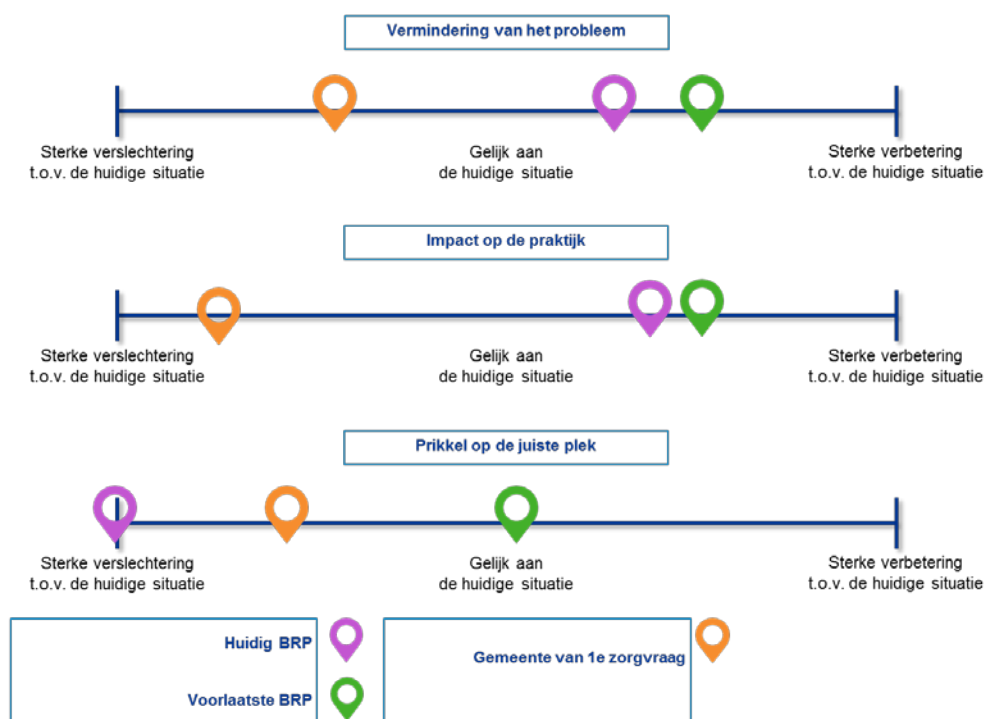 Vermindering van het probleem
Sterke verslechtering
t.o.v. de huidige situatie
Gelijk aan
de huidige situatie
Sterke verbetering
t.o.v. de huidige situatie
Impact op de praktijk
Sterke verslechtering
t.o.v. de huidige situatie
Gelijk aan
de huidige situatie
Sterke verbetering
t.o.v. de huidige situatie
Prikkel op de juiste plek
Sterke verslechtering
t.o.v. de huidige situatie
Gelijk aan
de huidige situatie
Sterke verbetering
t.o.v. de huidige situatie
Huidig BRP
Voorlaatste BRP
Gemeente van 1e zorgvraag